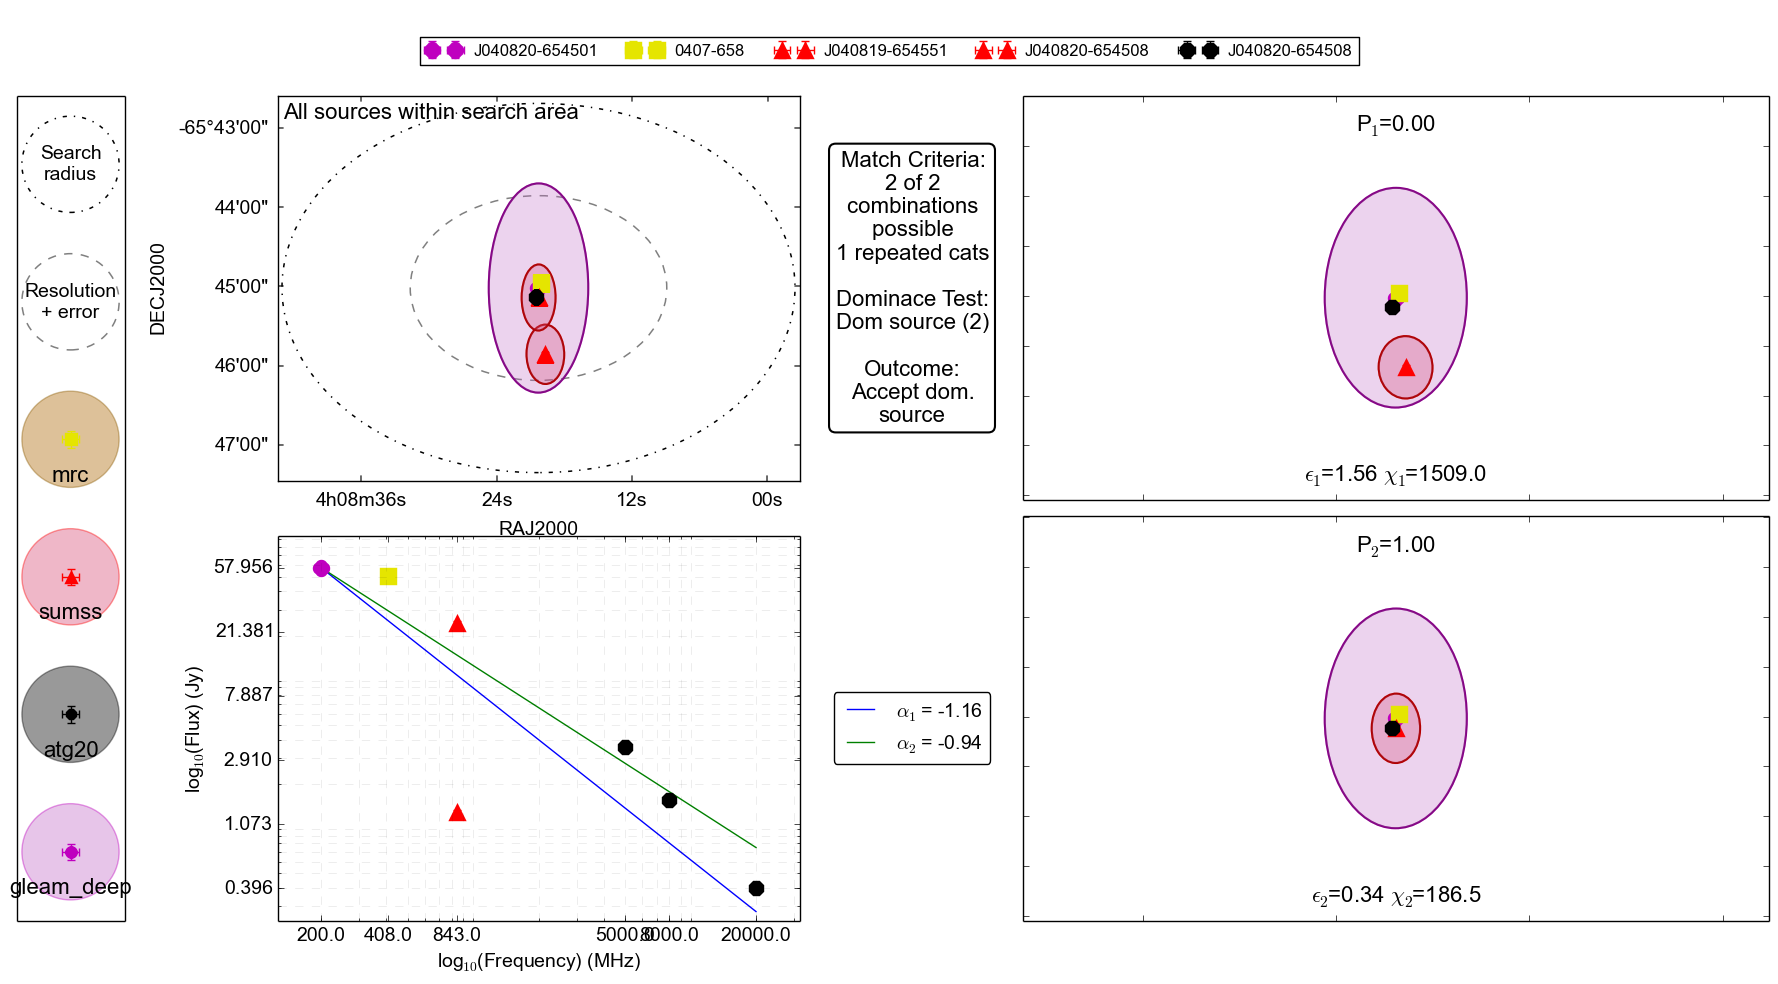 J040820-654501 0407-658 J040819-654551 J040820-654508 J040820-654508
Search
radius
Resolution
+ error
mrc
sumss
atg20
gleam_deep
All sources within search area
DECJ2000
-65°43'00"
44'00"
45'00"
46'00"
47'00"
4h08m36s 24s 12s 00s
RAJ2000
Match Criteria:
2 of 2
combinations
possible
1 repeated cats
Dominace Test:
Dom source (2)
Outcome:
Accept dom.
source
P₁=0.00
ϵ₁=1.56 χ₁=1509.0
log₁₀(Flux) (Jy)
57.956
21.381
7.887
2.910
1.073
0.396
200.0 408.0 843.0 5000.0 8000.0 20000.0
log₁₀(Frequency) (MHz)
α₁ = -1.16
α₂ = -0.94
P₂=1.00
ϵ₂=0.34 χ₂=186.5